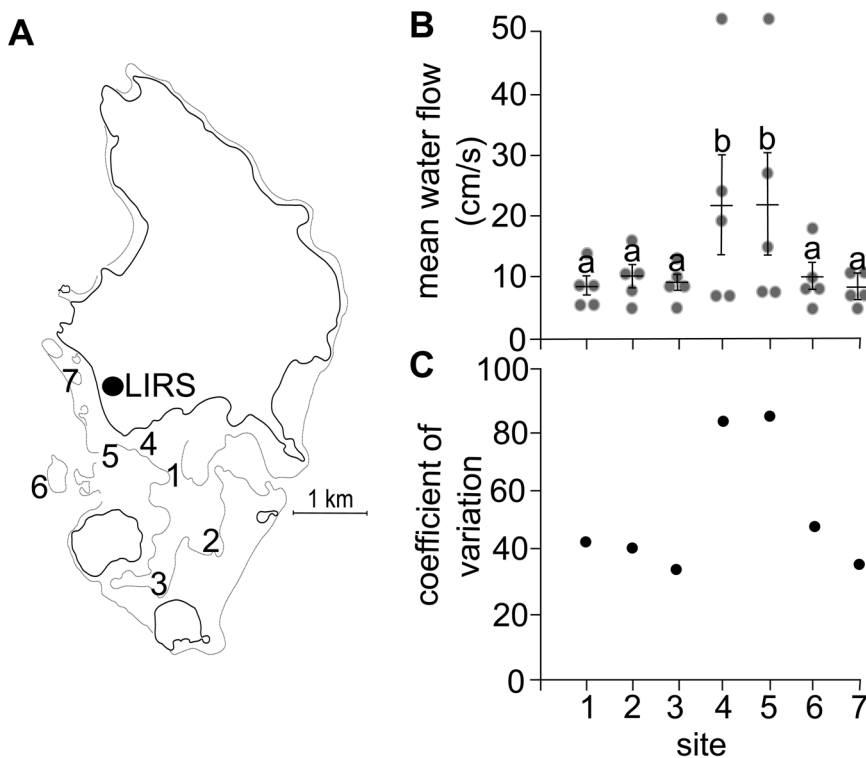 A
LIRS
7
4
5
1
6
1 km
2
3
B
mean water flow
(cm/s)
50
40
30
20
10
0
a
a
a
b
b
a
a
C
coefficient of
variation
100
80
60
40
20
0
1 2 3 4 5 6 7
site